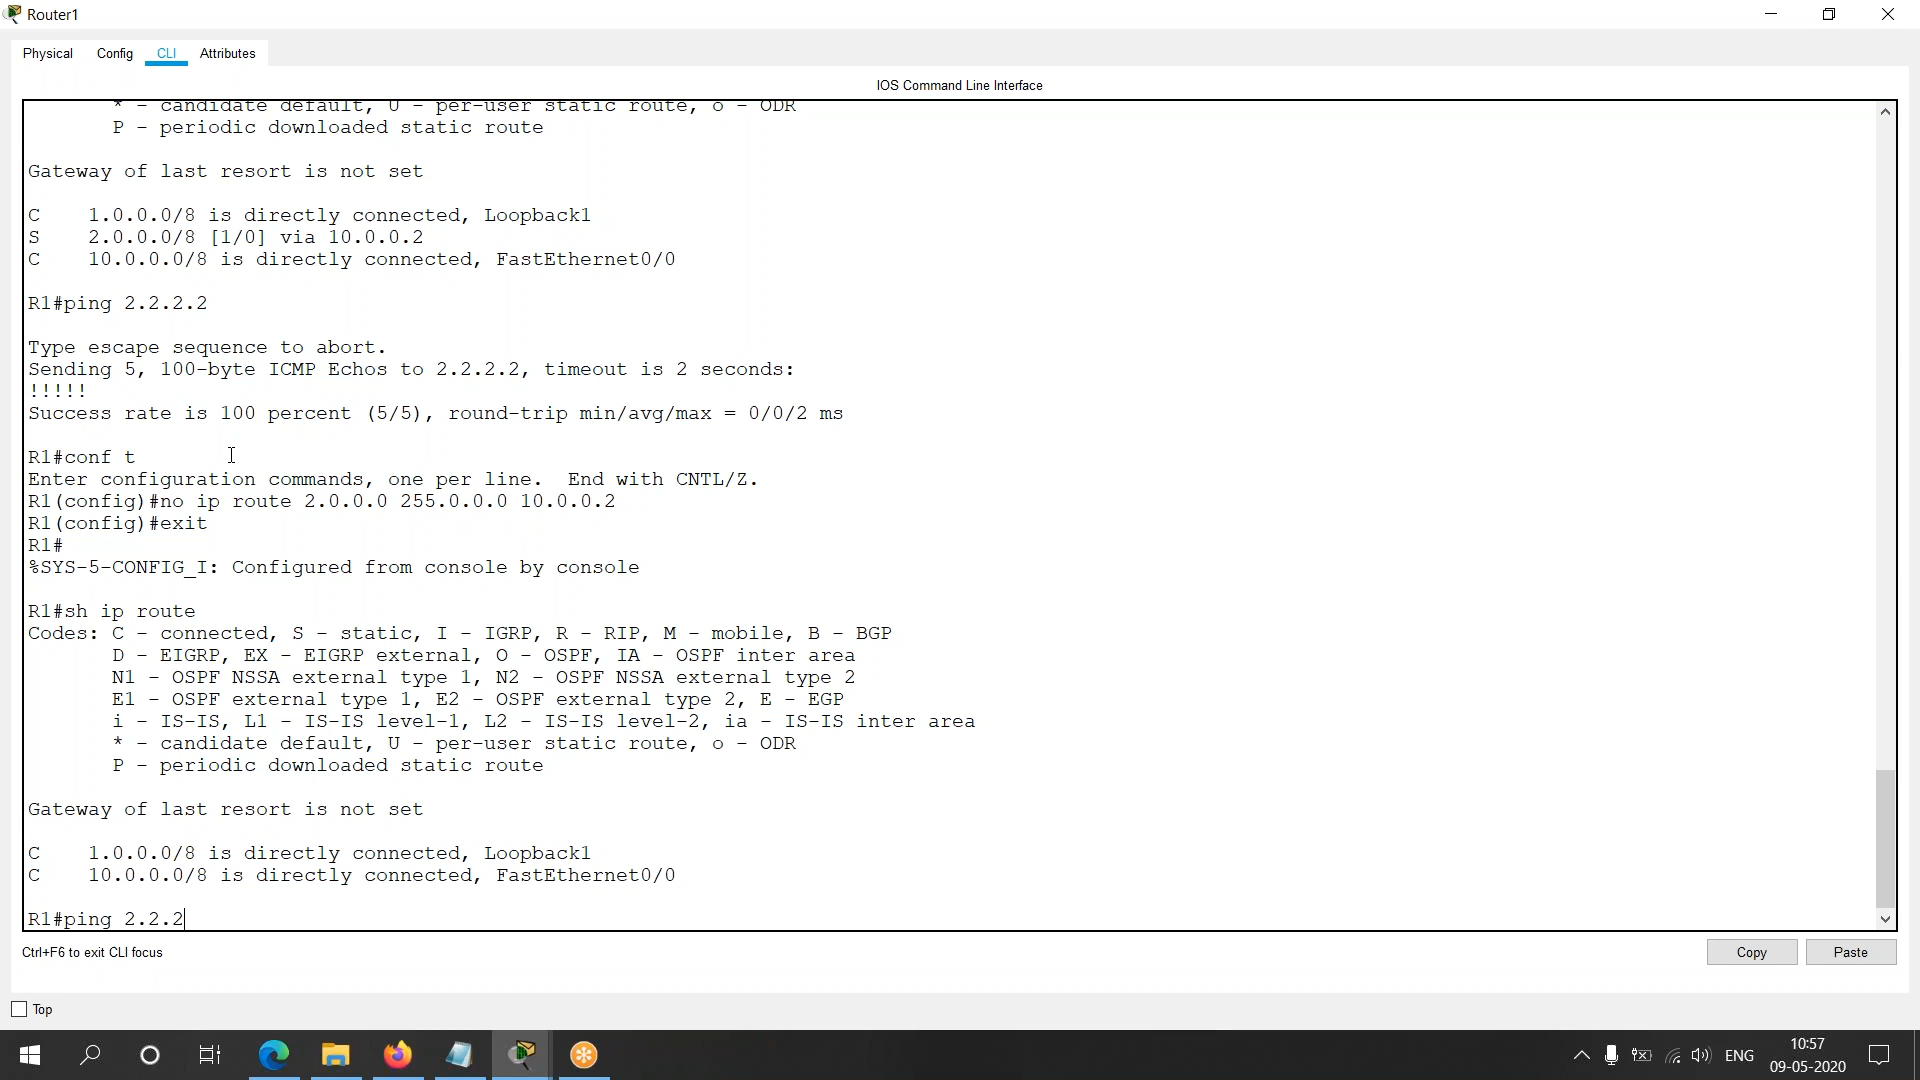 Router1
Physical Config CLI Attributes
IOS Command Line Interface
* - candidate default, U - per-user static route, o - ODR
P - periodic downloaded static route
Gateway of last resort is not set
C 1.0.0.0/8 is directly connected, Loopback1
S 2.0.0.0/8 [1/0] via 10.0.0.2
C 10.0.0.0/8 is directly connected, FastEthernet0/0
R1#ping 2.2.2.2
Type escape sequence to abort.
Sending 5, 100-byte ICMP Echos to 2.2.2.2, timeout is 2 seconds:
!!!!!
Success rate is 100 percent (5/5), round-trip min/avg/max = 0/0/2 ms
R1#conf t
Enter configuration commands, one per line. End with CNTL/Z.
R1(config)#no ip route 2.0.0.0 255.0.0.0 10.0.0.2
R1(config)#exit
R1#
%SYS-5-CONFIG_I: Configured from console by console
R1#sh ip route
Codes: C - connected, S - static, I - IGRP, R - RIP, M - mobile, B - BGP
D - EIGRP, EX - EIGRP external, O - OSPF, IA - OSPF inter area
N1 - OSPF NSSA external type 1, N2 - OSPF NSSA external type 2
E1 - OSPF external type 1, E2 - OSPF external type 2, E - EGP
i - IS-IS, L1 - IS-IS level-1, L2 - IS-IS level-2, ia - IS-IS inter area
* - candidate default, U - per-user static route, o - ODR
P - periodic downloaded static route
Gateway of last resort is not set
C 1.0.0.0/8 is directly connected, Loopback1
C 10.0.0.0/8 is directly connected, FastEthernet0/0
R1#ping 2.2.2
Ctrl+F6 to exit CLI focus
Copy Paste
Top
ENG
10:57
09-05-2020